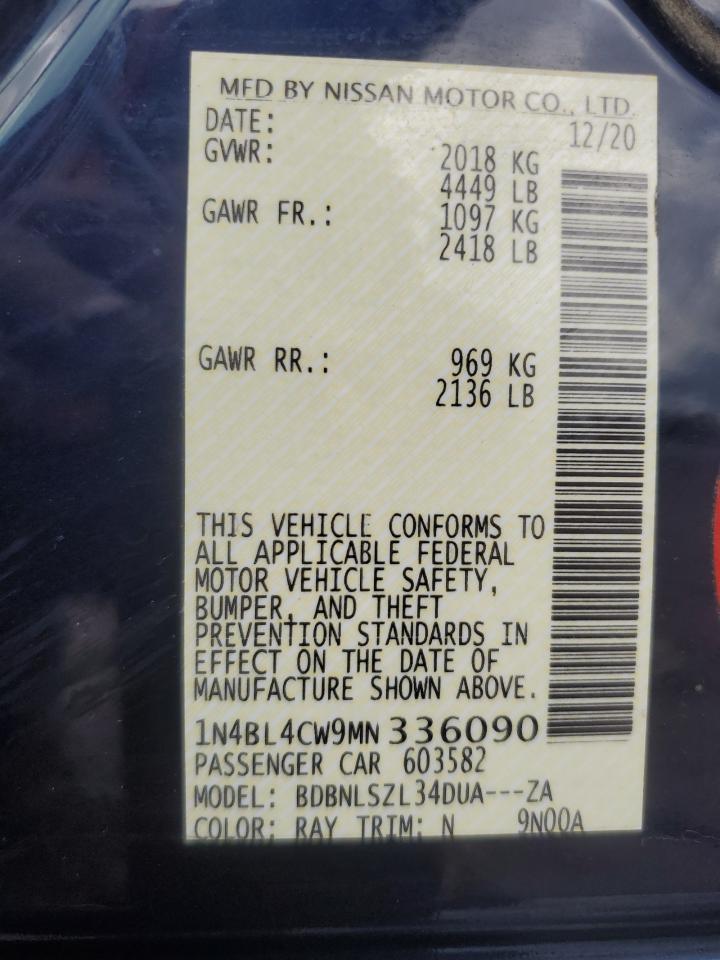 MFD BY NISSAN MOTOR CO., LTD.
DATE: 12/20
GVWR: 2018 KG
4449 LB
GAWR FR.: 1097 KG
2418 LB
GAWR RR.: 969 KG
2136 LB
THIS VEHICLE CONFORMS TO
ALL APPLICABLE FEDERAL
MOTOR VEHICLE SAFETY,
BUMPER, AND THEFT
PREVENTION STANDARDS IN
EFFECT ON THE DATE OF
MANUFACTURE SHOWN ABOVE.
1N4BL4CW9MN 336090
PASSENGER CAR 603582
MODEL: BDBNLSZL34DUA---ZA
COLOR: RAY TRIM: N 9N00A